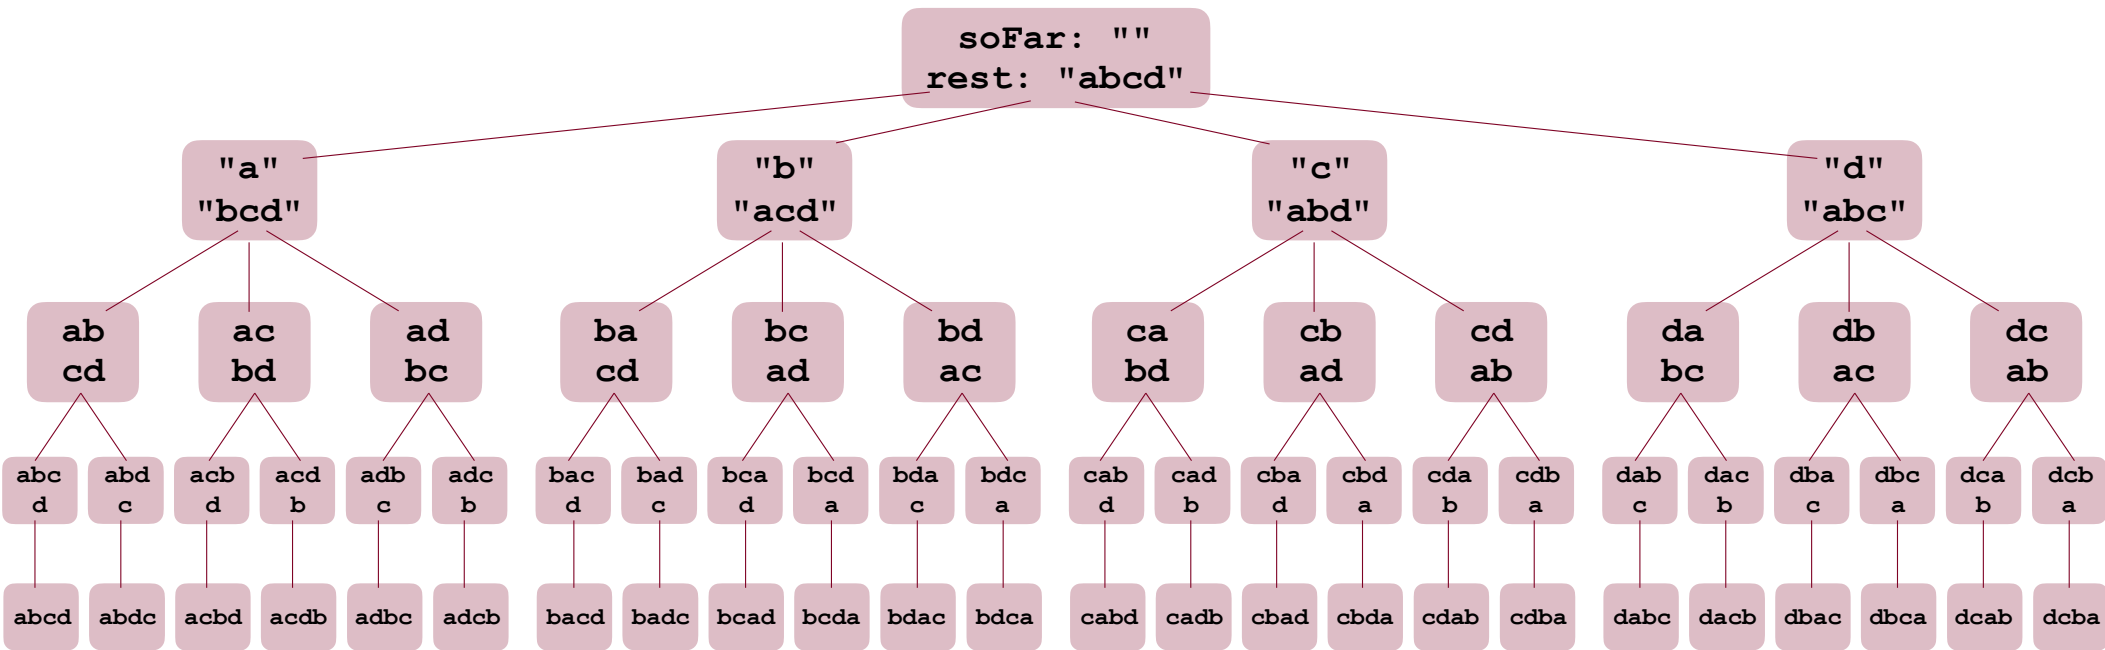 soFar: ""
rest: "abcd"
"a"
"bcd"
"b"
"acd"
"c"
"abd"
"d"
"abc"
ab
cd
ac
bd
ad
bc
ba
cd
bc
ad
bd
ac
ca
bd
cb
ad
cd
ab
da
bc
db
ac
dc
ab
abc
d
abd
c
acb
d
acd
b
adb
c
adc
b
bac
d
bad
c
bca
d
bcd
a
bda
c
bdc
a
cab
d
cad
b
cba
d
cbd
a
cda
b
cdb
a
dab
c
dac
b
dba
c
dbc
a
dca
b
dcb
a
abcd
abdc
acbd
acdb
adbc
adcb
bacd
badc
bcad
bcda
bdac
bdca
cabd
cadb
cbad
cbda
cdab
cdba
dabc
dacb
dbac
dbca
dcab
dcba